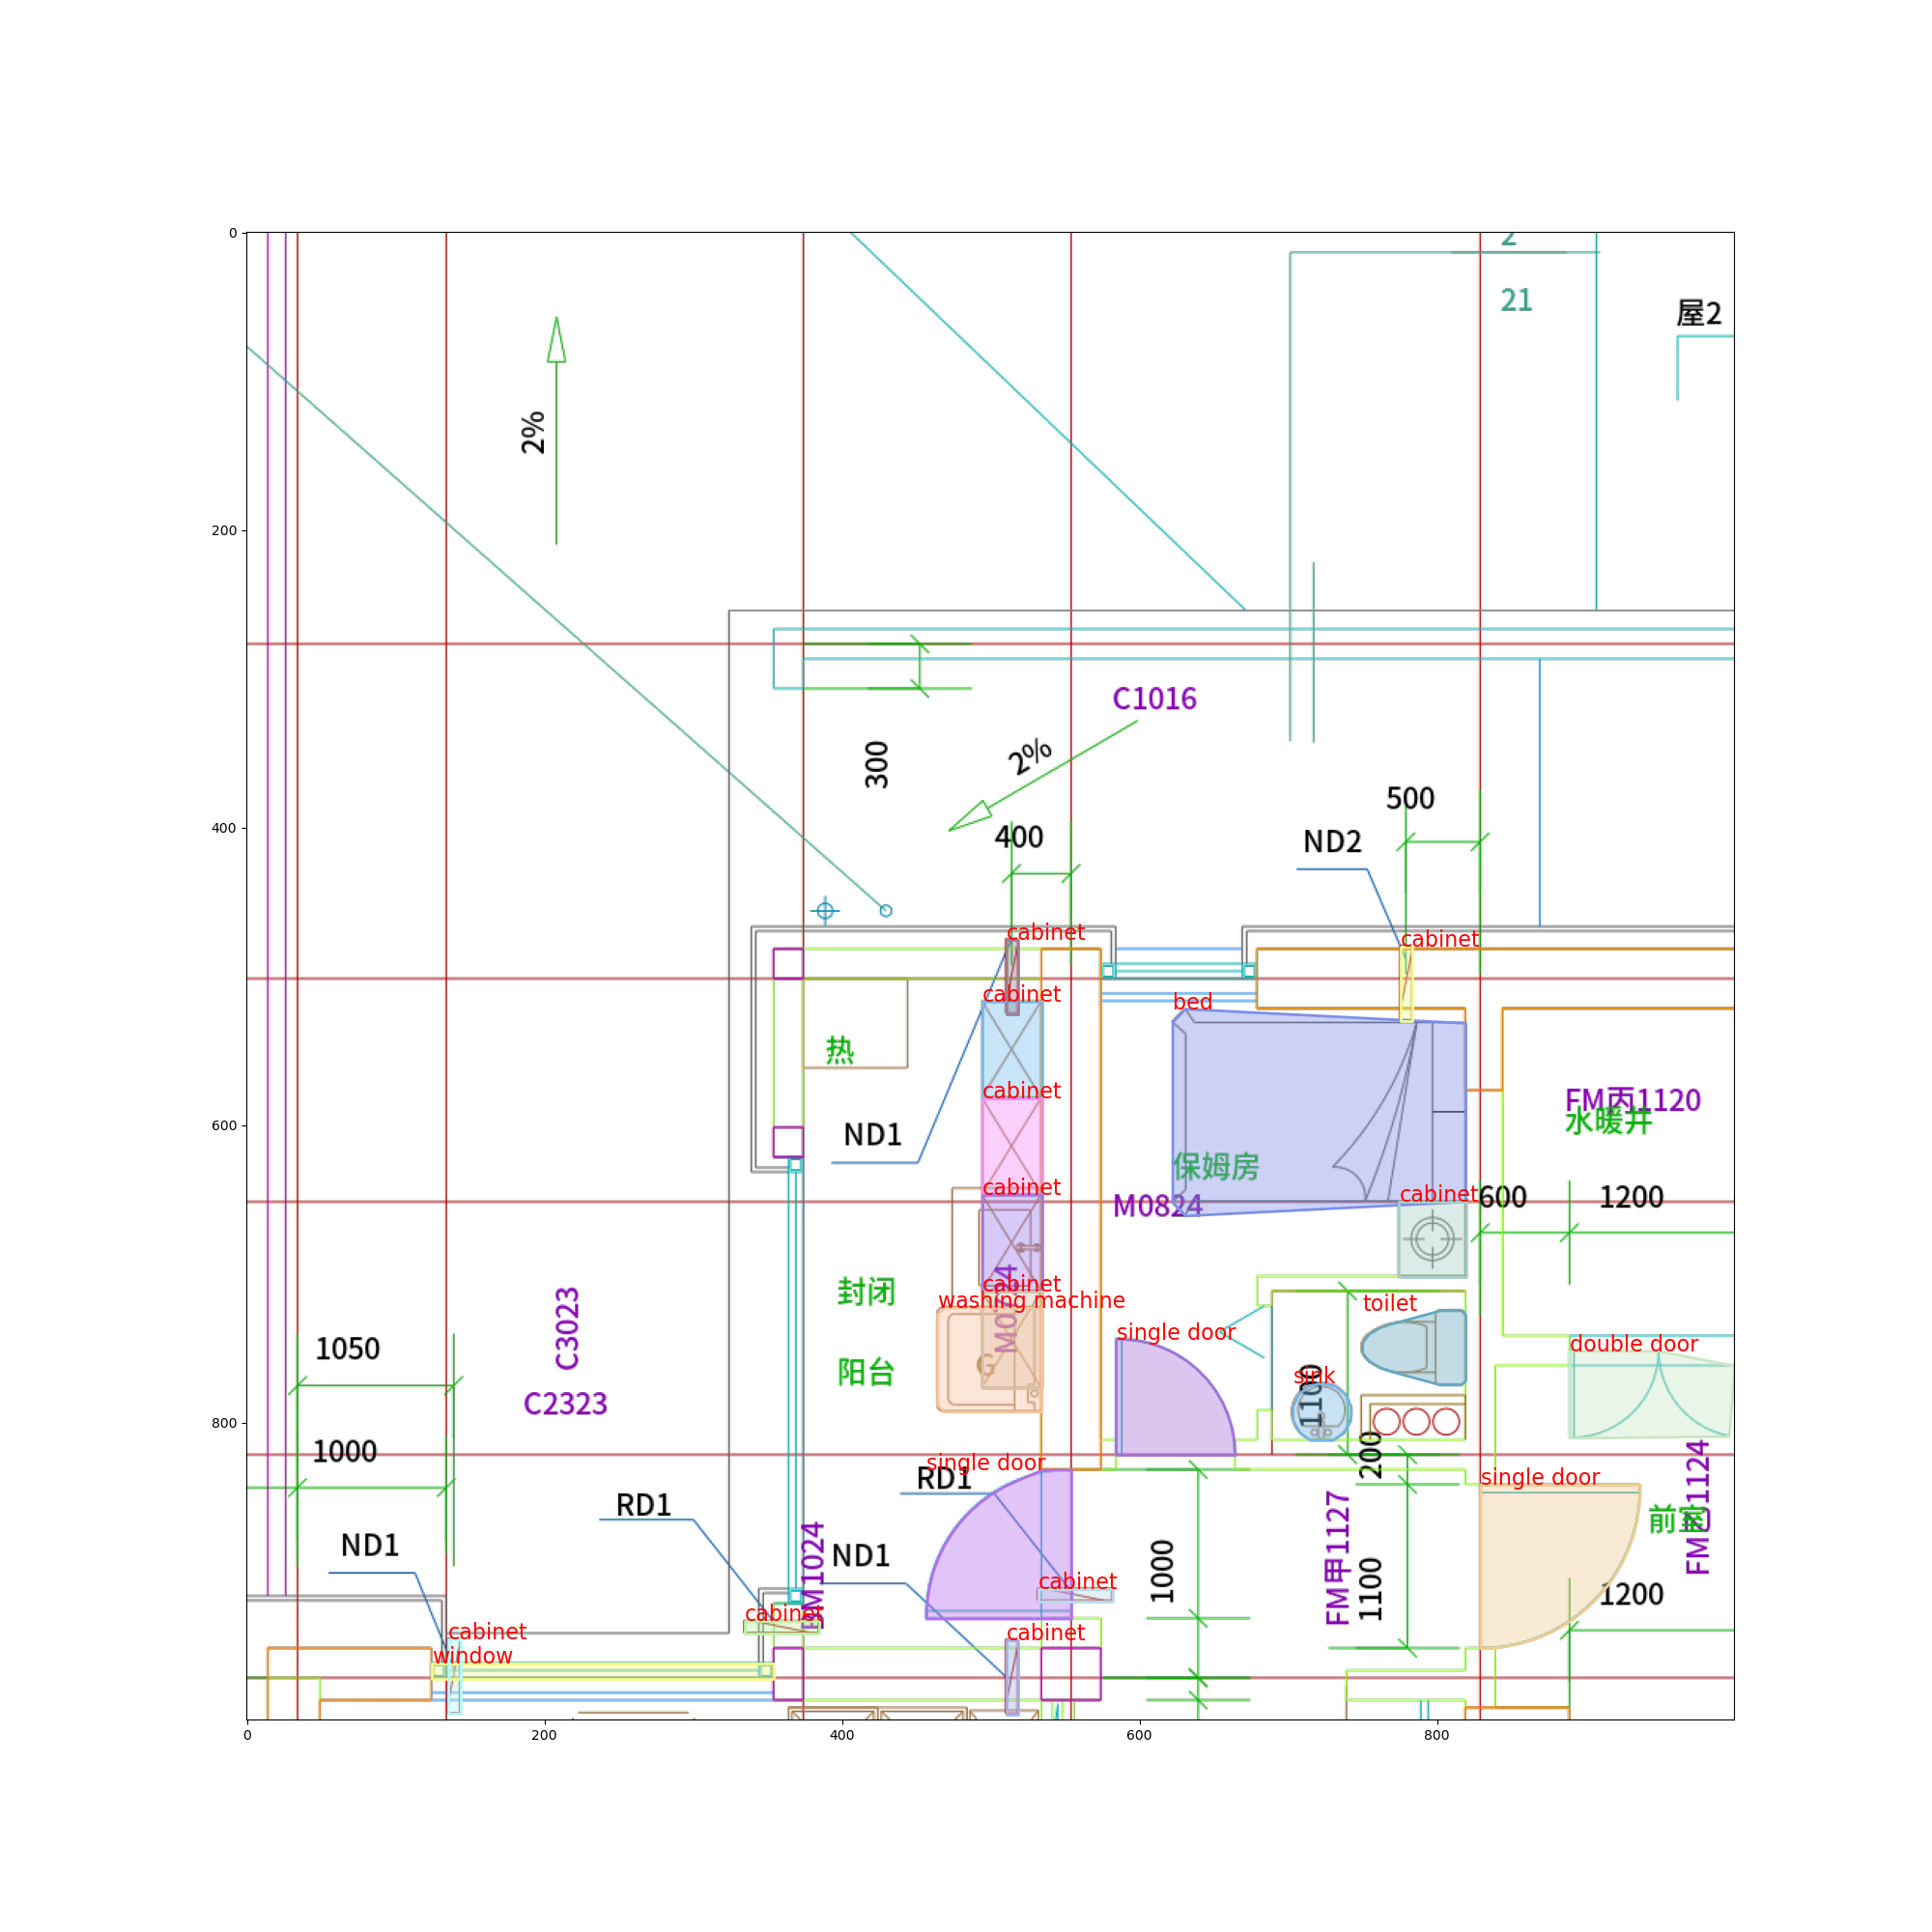 0
2
21
屋2
2%
200
C1016
2%
300
500
400
400
ND2
cabinet
cabinet
cabinet
bed
热
cabinet
FM丙1120
水暖井
600
ND1
保姆房
cabinet
cabinet
600
1200
M0824
封闭
cabinet
M0724
washing machine
toilet
C3023
1050
single door
double door
阳台
G
sink
1100
C2323
800
1000
200
single door
RD1
single door
RD1
前室
FM乙1124
ND1
FM1024
ND1
1000
FM甲1127
1100
cabinet
1200
cabinet
cabinet
cabinet
window
0
200
400
600
800